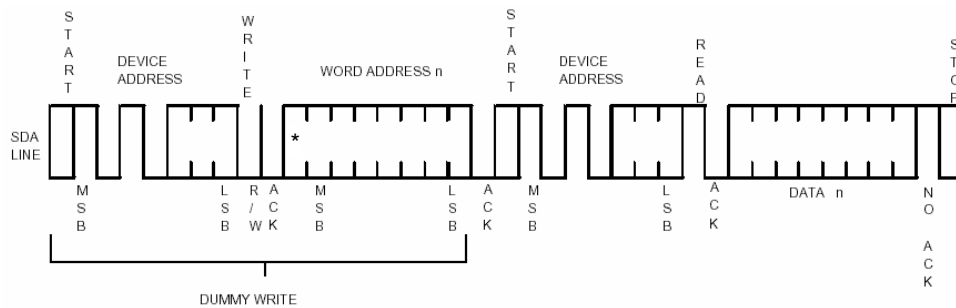 START
WRITE
START
READ
STOP
DEVICE
ADDRESS
WORD ADDRESS n
DEVICE
ADDRESS
SDA
LINE
*
MSB
LSB
R/W
ACK
MSB
LSB
ACK
MSB
LSB
ACK
DATA n
NO ACK
DUMMY WRITE